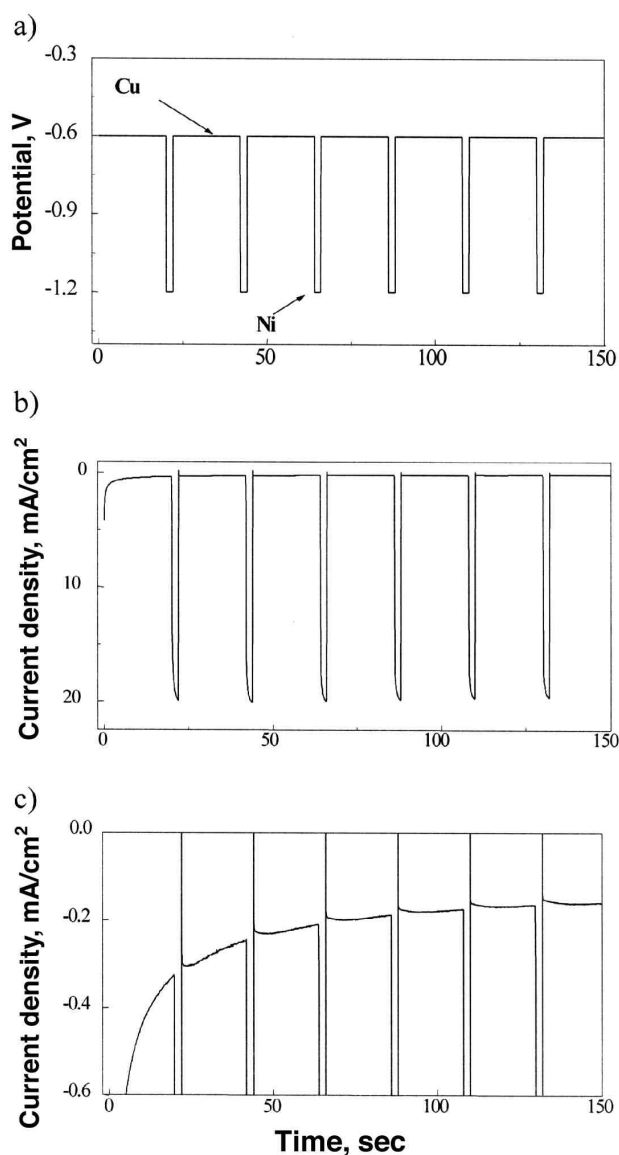 a)
-0.3
Cu
-0.6
-0.9
-1.2
Ni
Potential, V
0 50 100 150
b)
0
10
20
Current density, mA/cm²
0 50 100 150
c)
0.0
-0.2
-0.4
-0.6
Current density, mA/cm²
0 50 100 150
Time, sec